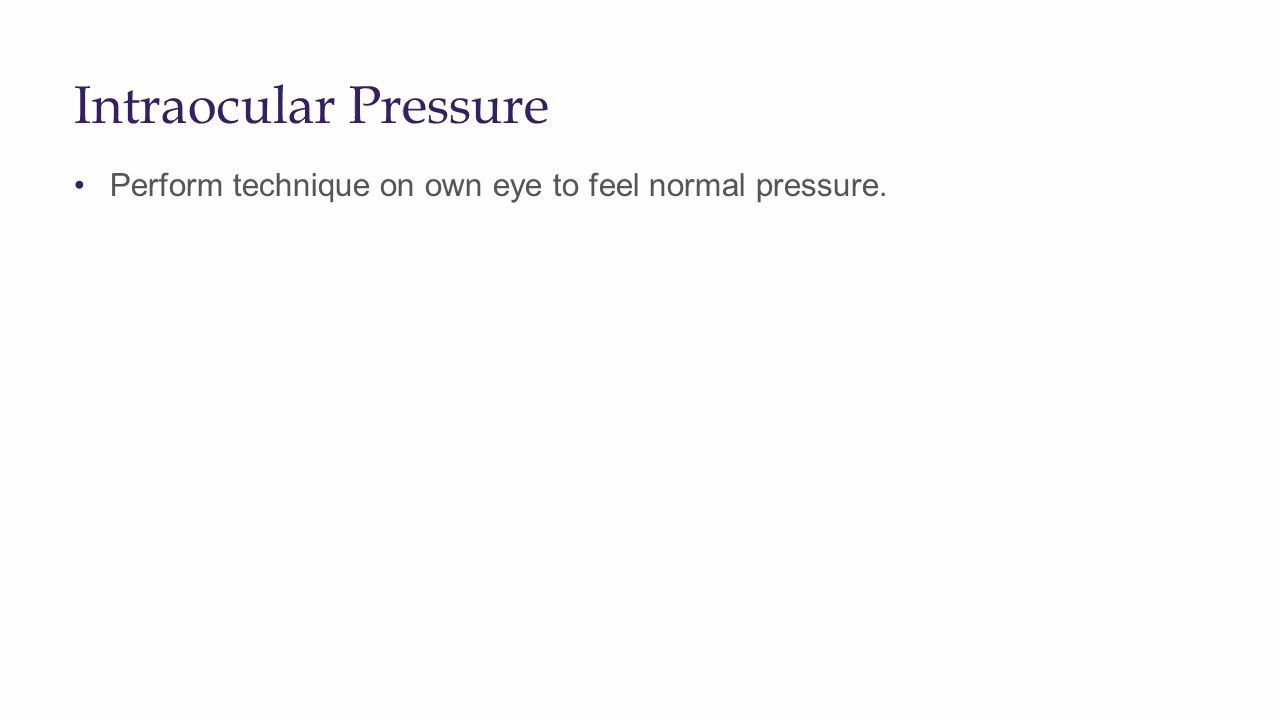 Intraocular Pressure
• Perform technique on own eye to feel normal pressure.